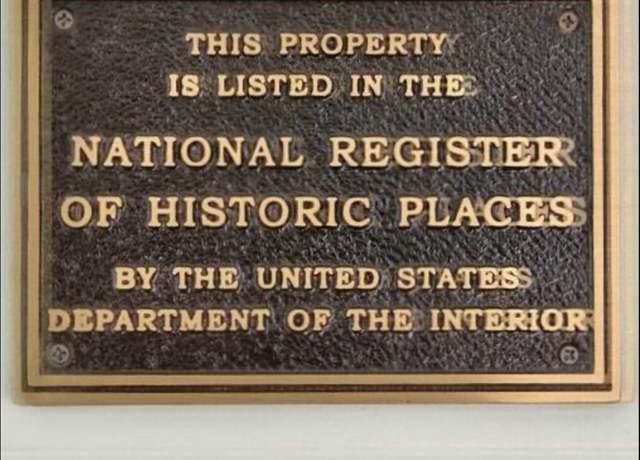 THIS PROPERTY
IS LISTED IN THE
NATIONAL REGISTER
OF HISTORIC PLACES
BY THE UNITED STATES
DEPARTMENT OF THE INTERIOR